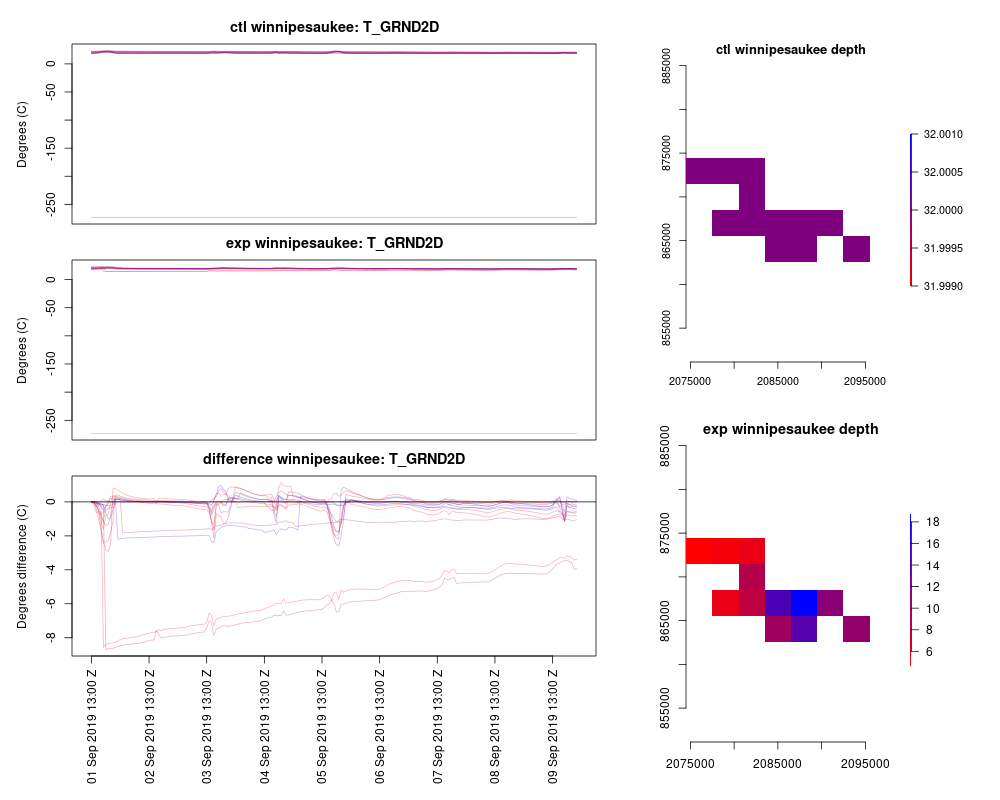 ctl winnipesaukee: T_GRND2D
Degrees (C)
0
-50
-150
-250
exp winnipesaukee: T_GRND2D
Degrees (C)
0
-50
-150
-250
difference winnipesaukee: T_GRND2D
Degrees difference (C)
0
-2
-4
-6
-8
01 Sep 2019 13:00 Z
02 Sep 2019 13:00 Z
03 Sep 2019 13:00 Z
04 Sep 2019 13:00 Z
05 Sep 2019 13:00 Z
06 Sep 2019 13:00 Z
07 Sep 2019 13:00 Z
08 Sep 2019 13:00 Z
09 Sep 2019 13:00 Z
ctl winnipesaukee depth
885000
875000
865000
855000
2075000
2085000
2095000
32.0010
32.0005
32.0000
31.9995
31.9990
exp winnipesaukee depth
885000
875000
865000
855000
2075000
2085000
2095000
18
16
14
12
10
8
6